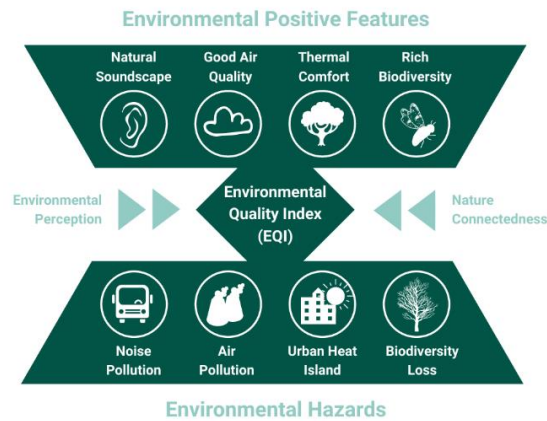 Environmental Positive Features
Natural Soundscape
Good Air Quality
Thermal Comfort
Rich Biodiversity
Environmental Perception
Environmental Quality Index (EQI)
Nature Connectedness
Noise Pollution
Air Pollution
Urban Heat Island
Biodiversity Loss
Environmental Hazards